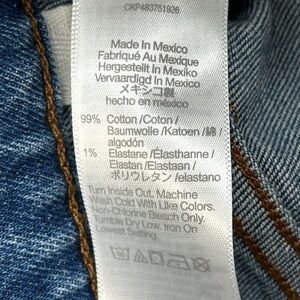 CKP483751926
Made In Mexico
Fabriqué Au Mexique
Hergestellt In Mexiko
Vervaardigd In Mexico
メキシコ製
hecho en méxico
99% Cotton /Coton/
Baumwolle /Katoen /綿/
algodón
1% Elastane /Élasthanne/
Elastan /Elastaan /
ポリウレタン /elastano
Turn Inside Out. Machine
Wash Cold With Like Colors.
Non-Chlorine Bleach Only.
Tumble Dry Low. Iron On
Lowest Setting.